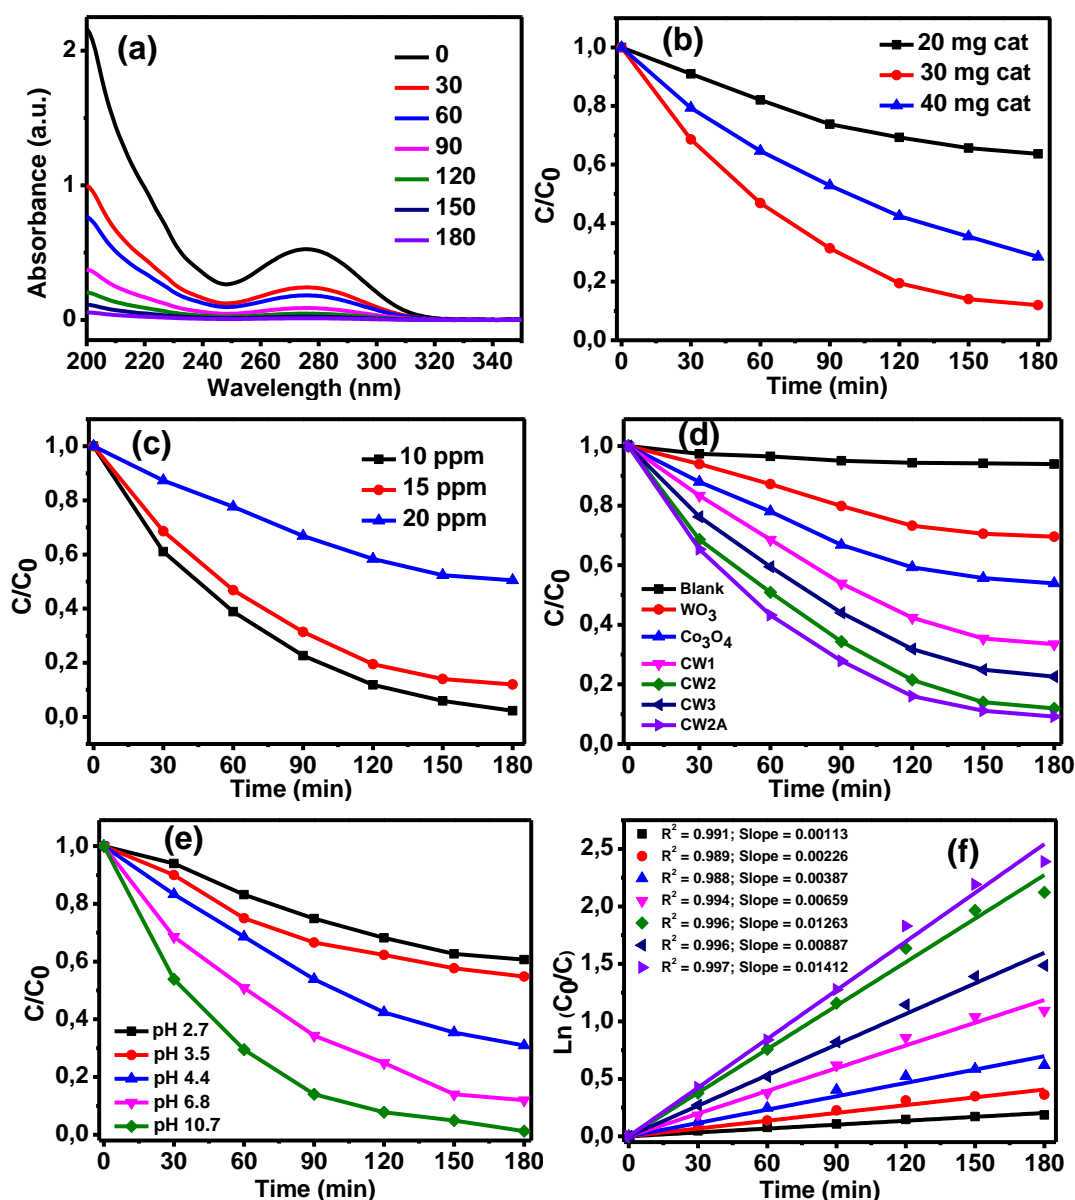 (a)
0
30
60
90
120
150
180
2
1
0
Absorbance (a.u.)
200 220 240 260 280 300 320 340
Wavelength (nm)
(b)
20 mg cat
30 mg cat
40 mg cat
1,0
0,8
0,6
0,4
0,2
0,0
C/C0
0 30 60 90 120 150 180
Time (min)
(c)
10 ppm
15 ppm
20 ppm
1,0
0,8
0,6
0,4
0,2
0,0
C/C0
0 30 60 90 120 150 180
Time (min)
(d)
1,0
0,8
0,6
0,4
0,2
0,0
C/C0
Blank
WO3
Co3O4
CW1
CW2
CW3
CW2A
0 30 60 90 120 150 180
Time (min)
(e)
1,0
0,8
0,6
0,4
0,2
0,0
C/C0
pH 2.7
pH 3.5
pH 4.4
pH 6.8
pH 10.7
0 30 60 90 120 150 180
Time (min)
(f)
R2 = 0.991; Slope = 0.00113
R2 = 0.989; Slope = 0.00226
R2 = 0.988; Slope = 0.00387
R2 = 0.994; Slope = 0.00659
R2 = 0.996; Slope = 0.01263
R2 = 0.996; Slope = 0.00887
R2 = 0.997; Slope = 0.01412
2,5
2,0
1,5
1,0
0,5
0,0
Ln (C0/C)
0 30 60 90 120 150 180
Time (min)